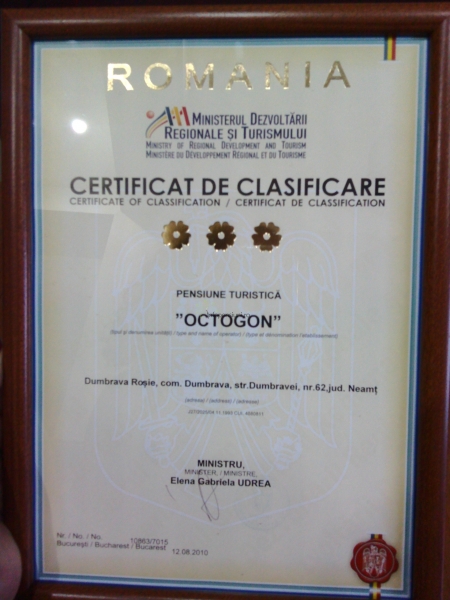 ROMANIA
MINISTERUL DEZVOLTĂRII
REGIONALE ŞI TURISMULUI
MINISTRY OF REGIONAL DEVELOPMENT AND TOURISM
MINISTÈRE DU DÉVELOPPEMENT RÉGIONAL ET DU TOURISME
CERTIFICAT DE CLASIFICARE
CERTIFICATE OF CLASSIFICATION / CERTIFICAT DE CLASSIFICATION
PENSIUNE TURISTICĂ
"OCTOGON"
Dumbrava Roşie, com. Dumbrava, str.Dumbravei, nr.62,jud. Neamţ
(adresa) / (address) / (adresse)
MINISTRU,
MINISTER, / MINISTRE,
Elena Gabriela UDREA
Nr. / No. / No. 10863/7015
Bucureşti / Bucharest / Bucarest 12.08.2010